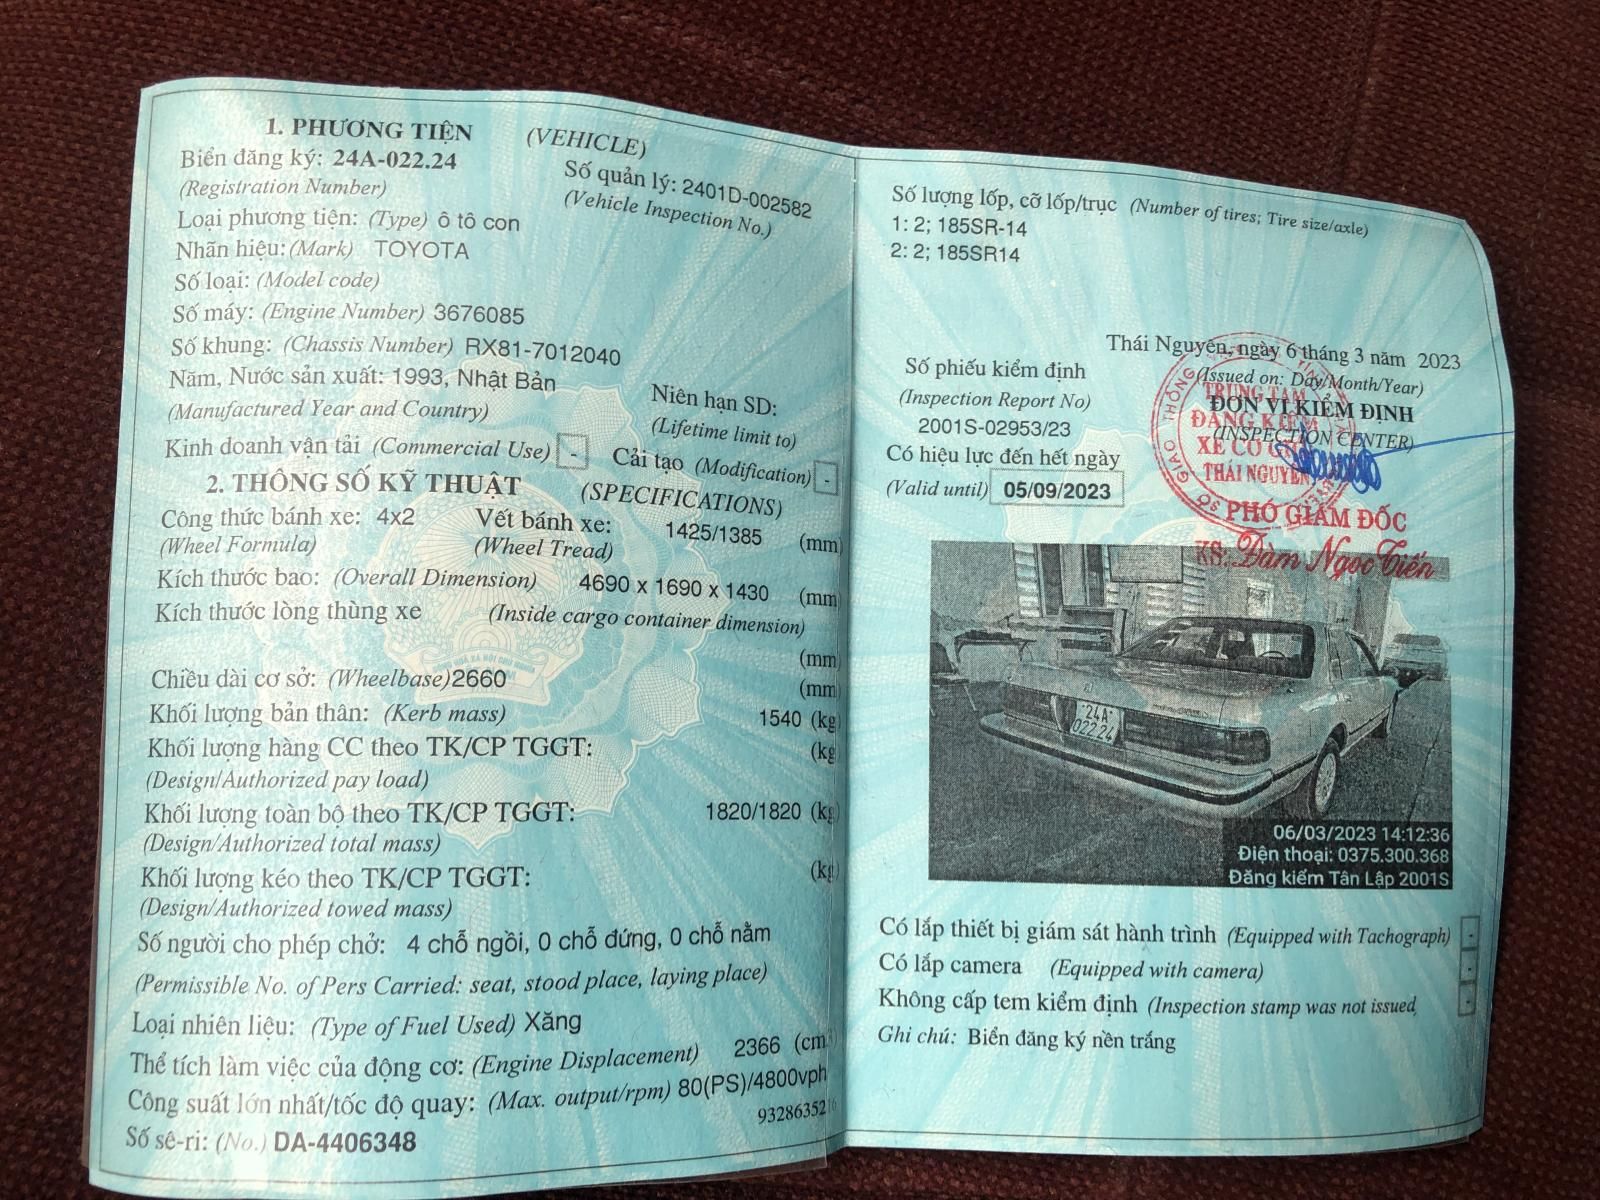 1. PHƯƠNG TIỆN (VEHICLE)
Biển đăng ký: 24A-022.24 Số quản lý: 2401D-002582
(Registration Number) (Vehicle Inspection No.)
Loại phương tiện: (Type) ô tô con
Nhãn hiệu: (Mark) TOYOTA
Số loại: (Model code)
Số máy: (Engine Number) 3676085
Số khung: (Chassis Number) RX81-7012040
Năm, Nước sản xuất: 1993, Nhật Bản Niên hạn SD:
(Manufactured Year and Country) (Lifetime limit to)
Kinh doanh vận tải (Commercial Use) - Cải tạo (Modification) -
2. THÔNG SỐ KỸ THUẬT (SPECIFICATIONS)
Công thức bánh xe: 4x2 Vết bánh xe: 1425/1385 (mm)
(Wheel Formula) (Wheel Tread)
Kích thước bao: (Overall Dimension) 4690 x 1690 x 1430 (mm)
Kích thước lòng thùng xe (Inside cargo container dimension)
(mm)
Chiều dài cơ sở: (Wheelbase) 2660 (mm)
Khối lượng bản thân: (Kerb mass) 1540 (kg
Khối lượng hàng CC theo TK/CP TGGT: (kg
(Design/Authorized pay load)
Khối lượng toàn bộ theo TK/CP TGGT: 1820/1820 (kg
(Design/Authorized total mass)
Khối lượng kéo theo TK/CP TGGT: (kg
(Design/Authorized towed mass)
Số người cho phép chở: 4 chỗ ngồi, 0 chỗ đứng, 0 chỗ nằm
(Permissible No. of Pers Carried: seat, stood place, laying place)
Loại nhiên liệu: (Type of Fuel Used) Xăng
Thể tích làm việc của động cơ: (Engine Displacement) 2366 (cm3
Công suất lớn nhất/tốc độ quay: (Max. output/rpm) 80(PS)/4800vph
9328635216
Số sê-ri: (No.) DA-4406348
Số lượng lốp, cỡ lốp/trục (Number of tires; Tire size/axle)
1: 2; 185SR-14
2: 2; 185SR14
Thái Nguyên, ngày 6 tháng 3 năm 2023
(Issued on: Day/Month/Year)
Số phiếu kiểm định
(Inspection Report No)
2001S-02953/23
ĐƠN VỊ KIỂM ĐỊNH
(INSPECTION CENTER)
Có hiệu lực đến hết ngày
(Valid until) 05/09/2023
TRUNG TÂM
ĐĂNG KIỂM
XE CƠ GIỚI
THÁI NGUYÊN
SỞ GIAO THÔNG
PHÓ GIÁM ĐỐC
KS: Đàm Ngọc Tiến
24A
022.24
06/03/2023 14:12:36
Điện thoại: 0375.300.368
Đăng kiểm Tân Lập 2001S
Có lắp thiết bị giám sát hành trình (Equipped with Tachograph) -
Có lắp camera (Equipped with camera) -
Không cấp tem kiểm định (Inspection stamp was not issued, -
Ghi chú: Biển đăng ký nền trắng